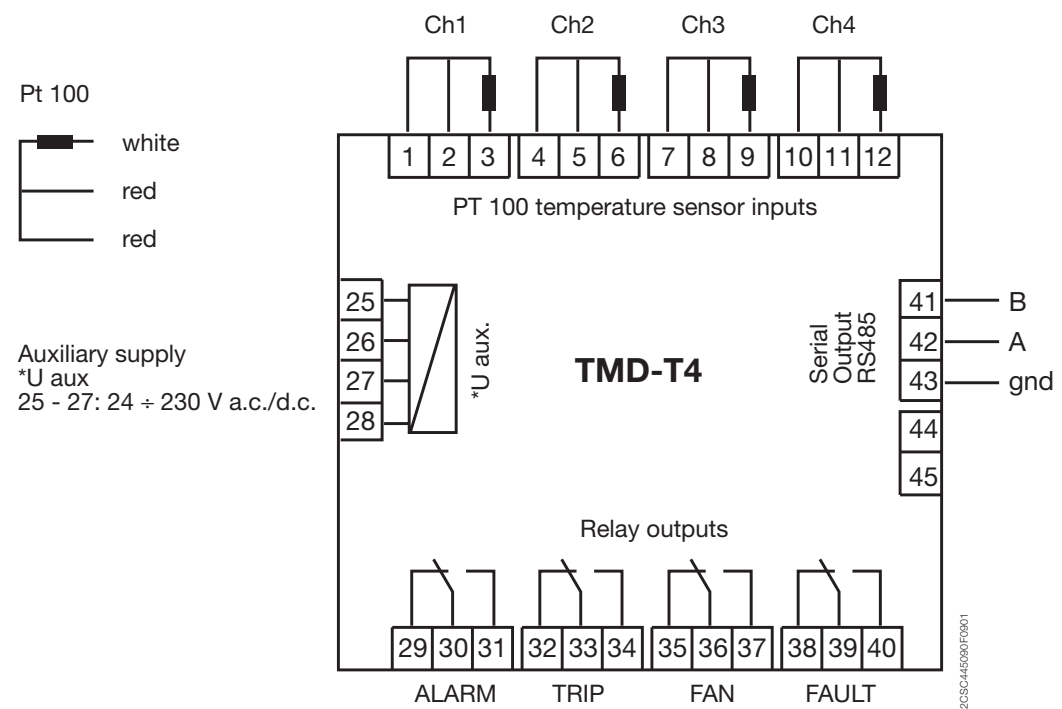 Ch1 Ch2 Ch3 Ch4
Pt 100
white
red
red
1 2 3 4 5 6 7 8 9 10 11 12
PT 100 temperature sensor inputs
Auxiliary supply
*U aux
25 - 27: 24 ÷ 230 V a.c./d.c.
25
26
27
28
*U aux.
TMD-T4
Serial
Output
RS485
41 B
42 A
43 gnd
44
45
Relay outputs
29 30 31 32 33 34 35 36 37 38 39 40
ALARM TRIP FAN FAULT
2CSC445090F0901